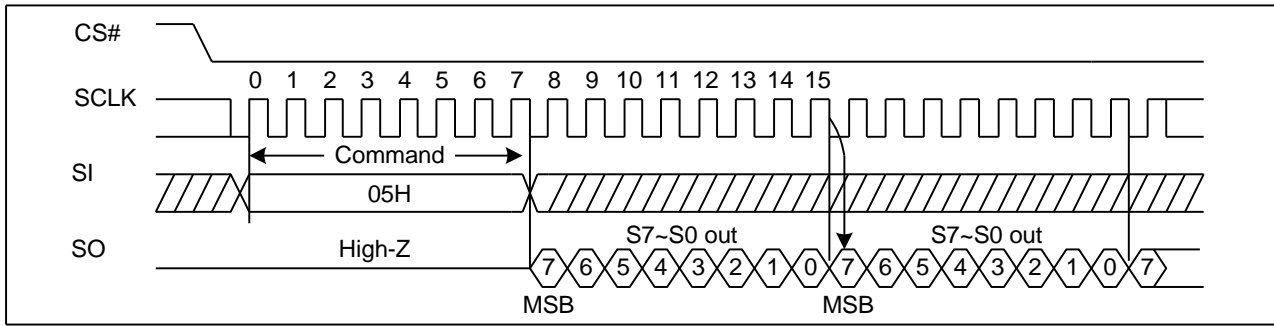 CS#
0 1 2 3 4 5 6 7 8 9 10 11 12 13 14 15
SCLK
Command
SI
05H
S7~S0 out S7~S0 out
SO High-Z
7 6 5 4 3 2 1 0 7 6 5 4 3 2 1 0 7
MSB MSB